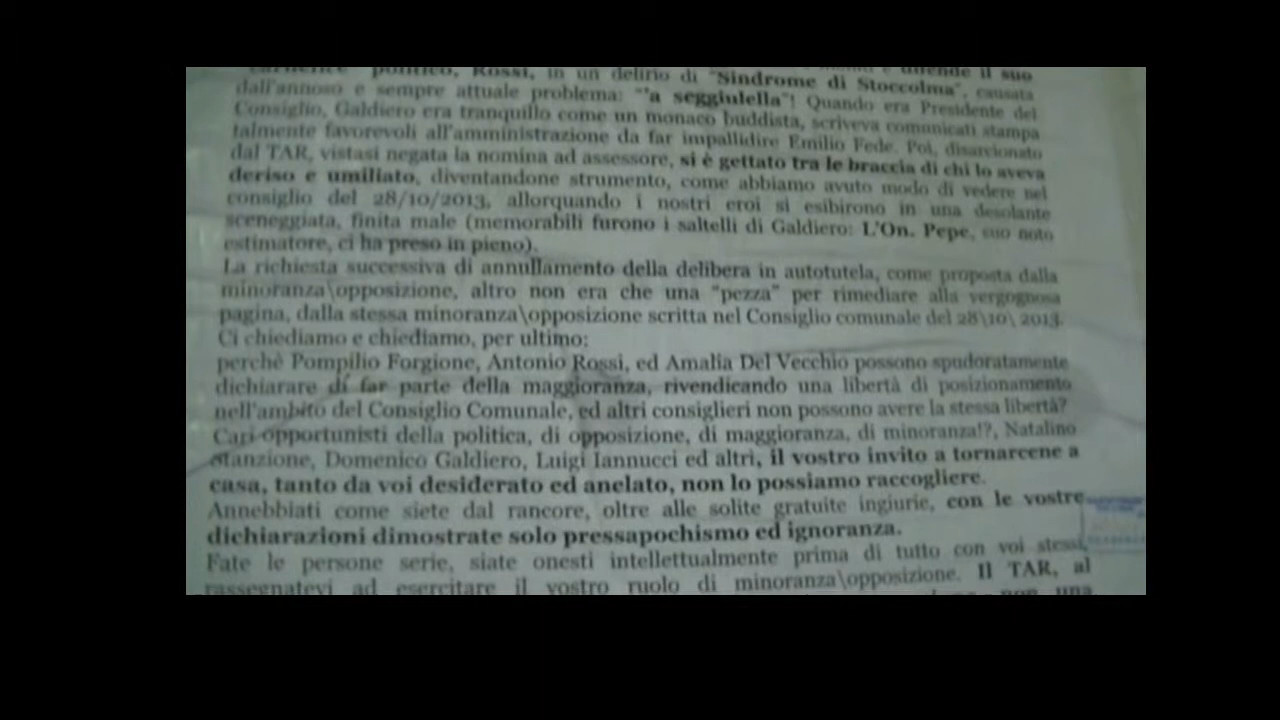 politico, Rossi, in un delirio di "Sindrome di Stoccolma", causata
dall'annoso e sempre attuale problema: "'a seggiulella"! Quando era Presidente del
Consiglio, Galdiero era tranquillo come un monaco buddista, scriveva comunicati stampa
talmente favorevoli all'amministrazione da far impallidire Emilio Fede. Poi, disarcionato
dal TAR, vistasi negata la nomina ad assessore, si è gettato tra le braccia di chi lo aveva
deriso e umiliato, diventandone strumento, come abbiamo avuto modo di vedere nel
consiglio del 28/10/2013, allorquando i nostri eroi si esibirono in una desolante
sceneggiata, finita male (memorabili furono i saltelli di Galdiero: L'On. Pepe, suo noto
estimatore, ci ha preso in pieno).
La richiesta successiva di annullamento della delibera in autotutela, come proposta dalla
minoranza\opposizione, altro non era che una "pezza" per rimediare alla vergognosa
pagina, dalla stessa minoranza\opposizione scritta nel Consiglio comunale del 28\10\ 2013.
Ci chiediamo e chiediamo, per ultimo:
perchè Pompilio Forgione, Antonio Rossi, ed Amalia Del Vecchio possono spudoratamente
dichiarare di far parte della maggioranza, rivendicando una libertà di posizionamento
nell'ambito del Consiglio Comunale, ed altri consiglieri non possono avere la stessa libertà?
Cari opportunisti della politica, di opposizione, di maggioranza, di minoranza!?, Natalino
Stanzione, Domenico Galdiero, Luigi Iannucci ed altri, il vostro invito a tornarcene a
casa, tanto da voi desiderato ed anelato, non lo possiamo raccogliere.
Annebbiati come siete dal rancore, oltre alle solite gratuite ingiurie, con le vostre
dichiarazioni dimostrate solo pressapochismo ed ignoranza.
Fate le persone serie, siate onesti intellettualmente prima di tutto con voi stessi,
rassegnatevi ad esercitare il vostro ruolo di minoranza\opposizione. Il TAR, al
non una